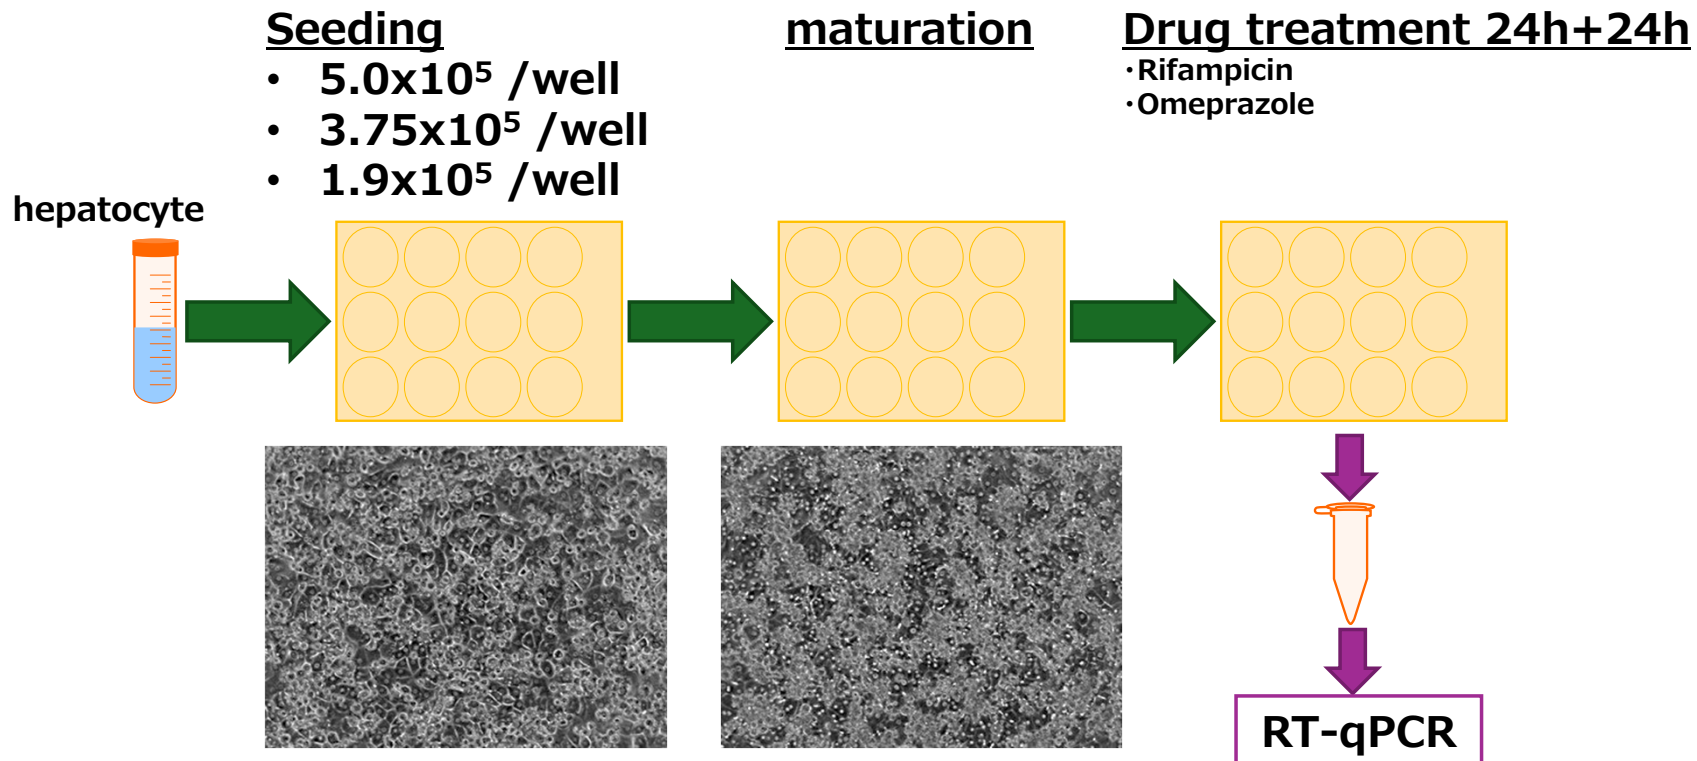 Seeding
• 5.0x10⁵ /well
• 3.75x10⁵ /well
• 1.9x10⁵ /well
maturation
Drug treatment 24h+24h
・Rifampicin
・Omeprazole
hepatocyte
RT-qPCR